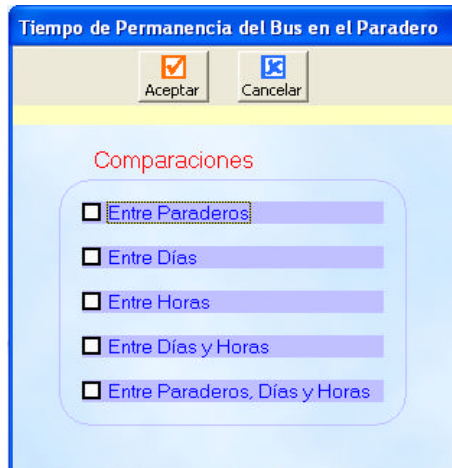 Tiempo de Permanencia del Bus en el Paradero
Aceptar
Cancelar
Comparaciones
Entre Paraderos
Entre Días
Entre Horas
Entre Días y Horas
Entre Paraderos, Días y Horas